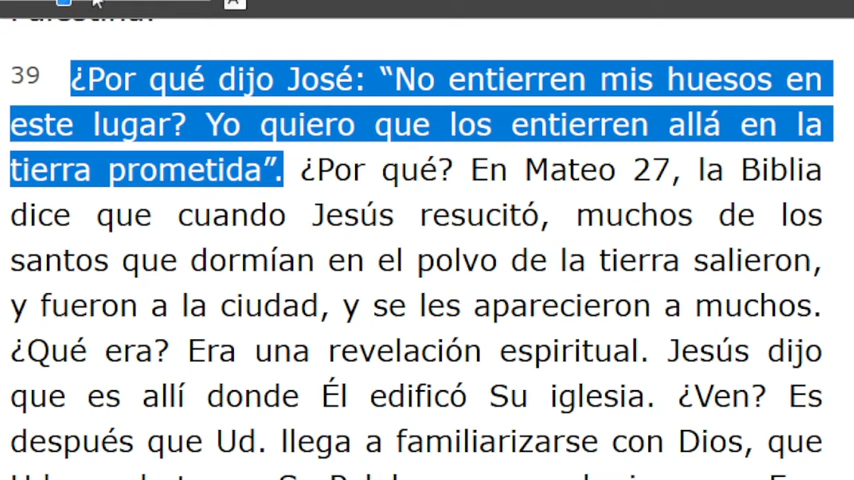 39 ¿Por qué dijo José: “No entierren mis huesos en
este lugar? Yo quiero que los entierren allá en la
tierra prometida”. ¿Por qué? En Mateo 27, la Biblia
dice que cuando Jesús resucitó, muchos de los
santos que dormían en el polvo de la tierra salieron,
y fueron a la ciudad, y se les aparecieron a muchos.
¿Qué era? Era una revelación espiritual. Jesús dijo
que es allí donde Él edificó Su iglesia. ¿Ven? Es
después que Ud. llega a familiarizarse con Dios, que